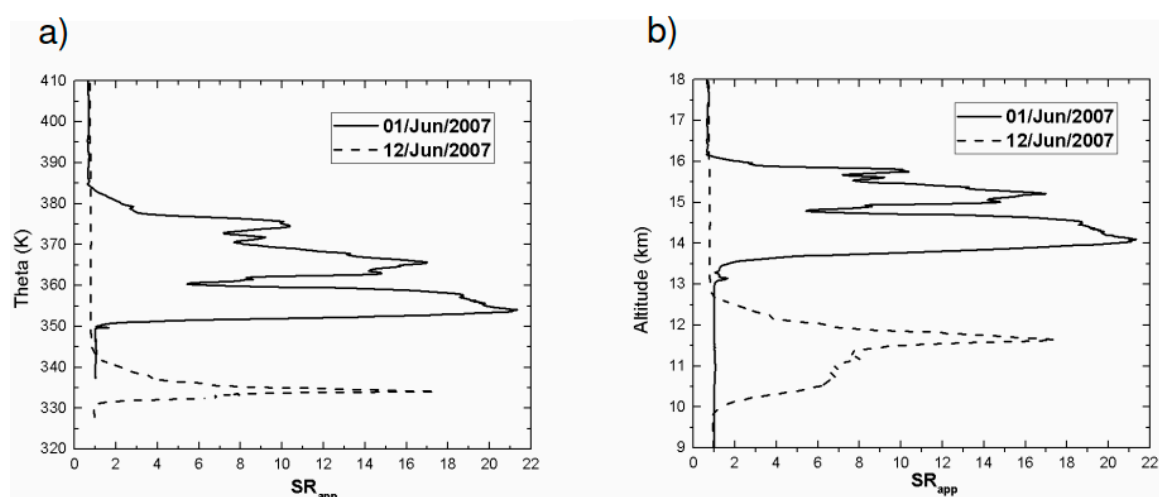 a)
410
400
390
380
370
360
350
340
330
320
Theta (K)
01/Jun/2007
12/Jun/2007
0 2 4 6 8 10 12 14 16 18 20 22
SRapp
b)
18
17
16
15
14
13
12
11
10
9
Altitude (km)
01/Jun/2007
12/Jun/2007
0 2 4 6 8 10 12 14 16 18 20 22
SRapp